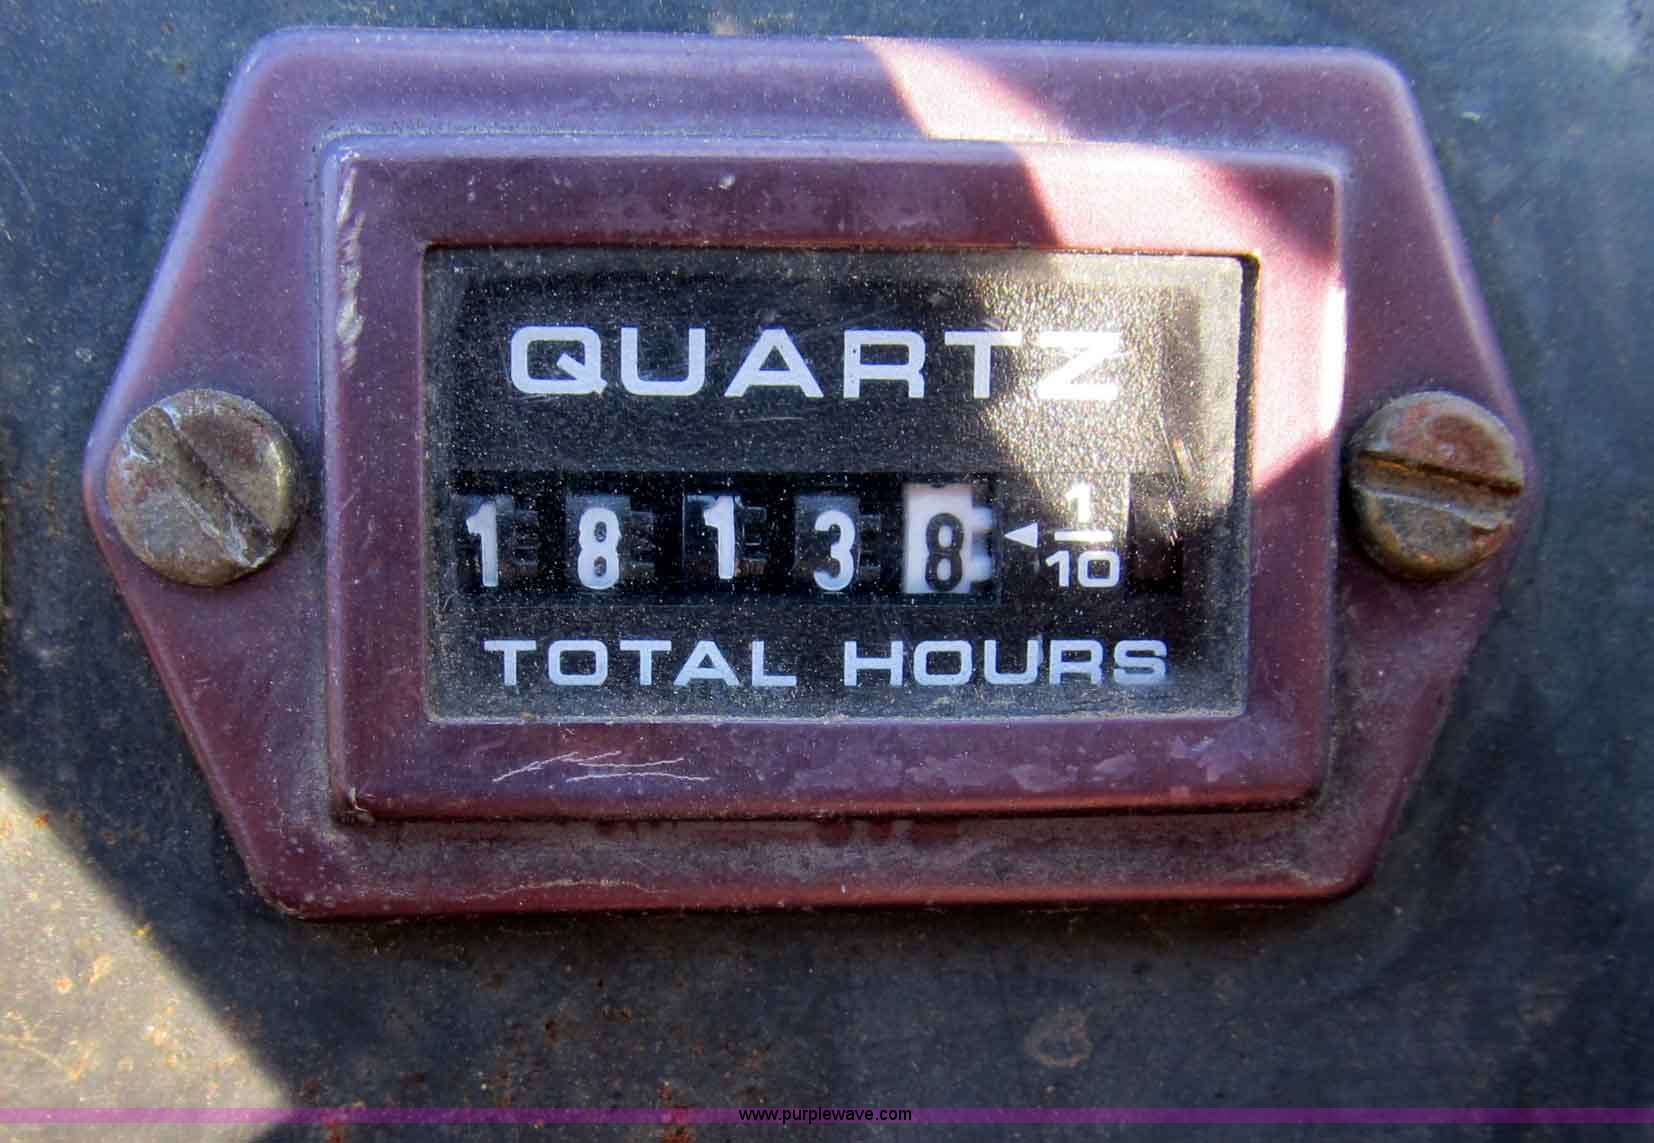 QUARTZ
1 8 1 3 8 ◄ 1/10
TOTAL HOURS
www.purplewave.com